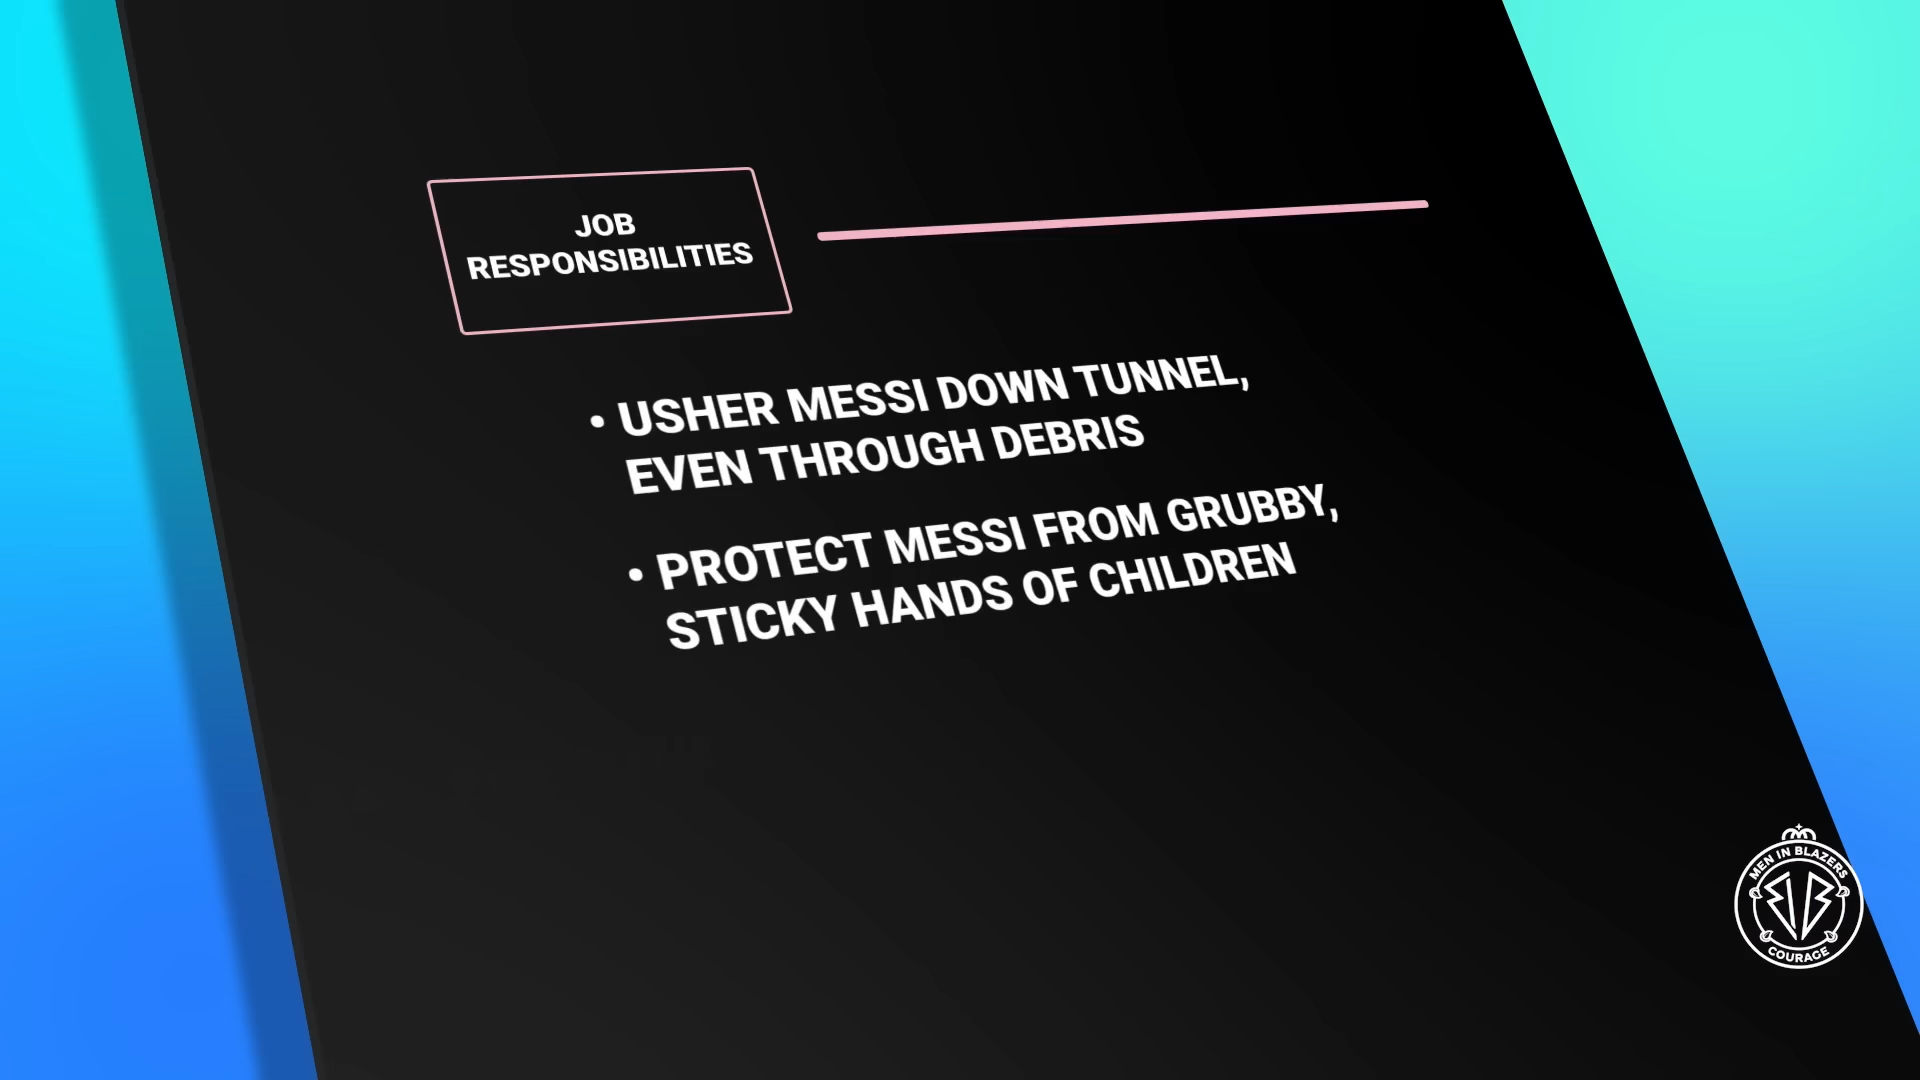 JOB
RESPONSIBILITIES
• USHER MESSI DOWN TUNNEL,
EVEN THROUGH DEBRIS
• PROTECT MESSI FROM GRUBBY,
STICKY HANDS OF CHILDREN
MEN IN BLAZERS
COURAGE